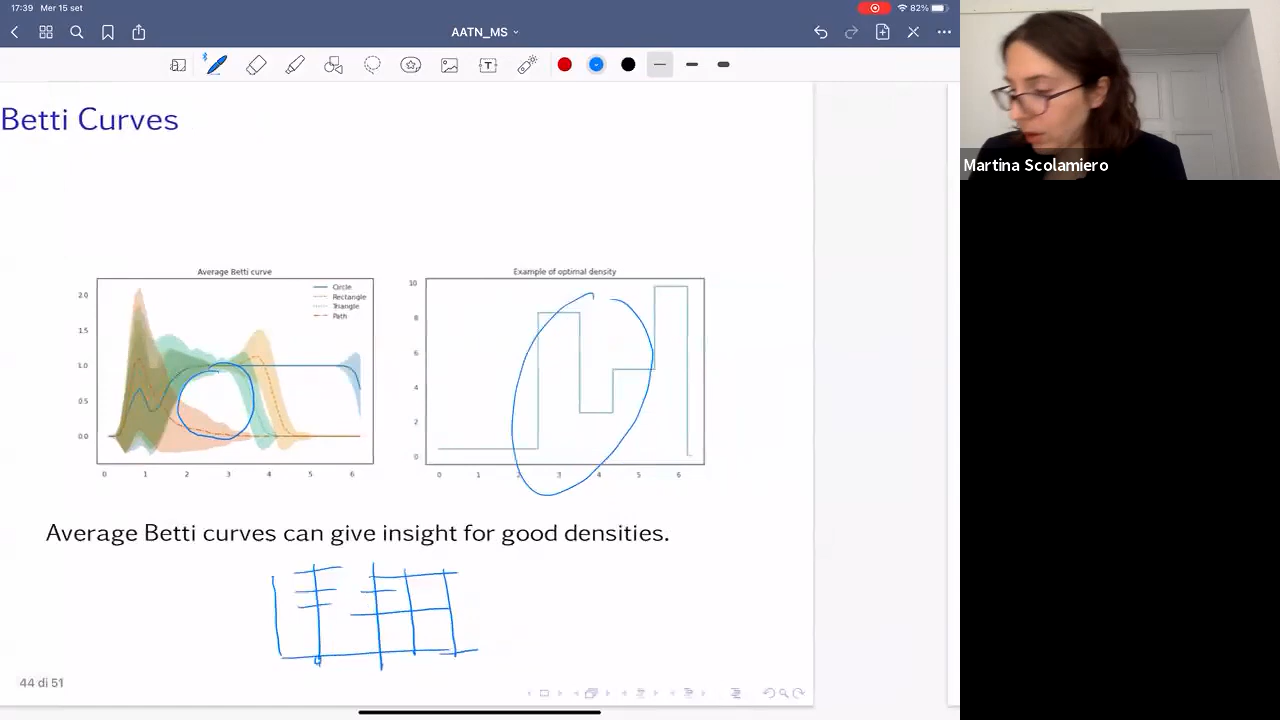 17:39 Mer 15 set
82%
AATN_MS
T
Martina Scolamiero
Betti Curves
Average Betti curve
Circle
Rectangle
Triangle
Path
2.0
1.5
1.0
0.5
0.0
0 1 2 3 4 5 6
Example of optimal density
10
8
6
4
2
0
0 1 2 3 4 5 6
Average Betti curves can give insight for good densities.
44 di 51